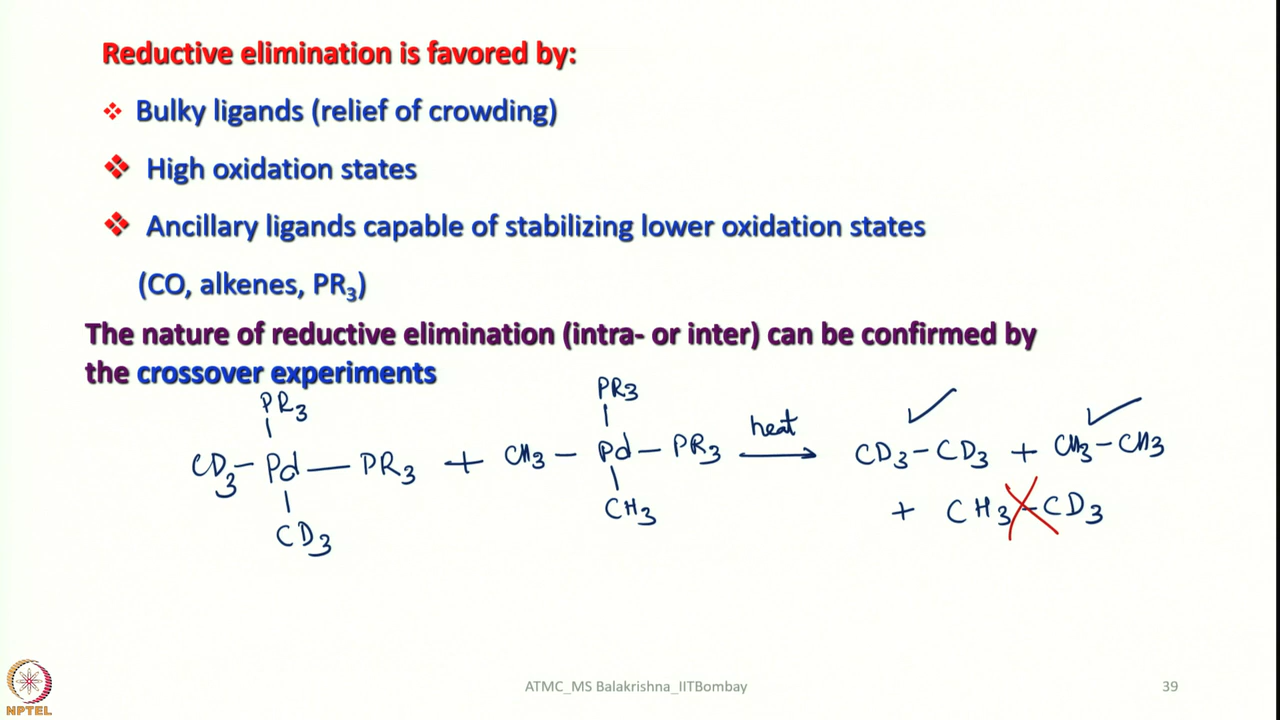 Reductive elimination is favored by:
❖ Bulky ligands (relief of crowding)
❖ High oxidation states
❖ Ancillary ligands capable of stabilizing lower oxidation states
(CO, alkenes, PR₃)
The nature of reductive elimination (intra- or inter) can be confirmed by
the crossover experiments
PR₃ PR₃
CD₃–Pd–PR₃ + CH₃–Pd–PR₃ heat → CD₃–CD₃ + CH₃–CH₃
CD₃ CH₃ + CH₃–CD₃
NPTEL
ATMC_MS Balakrishna_IITBombay
39